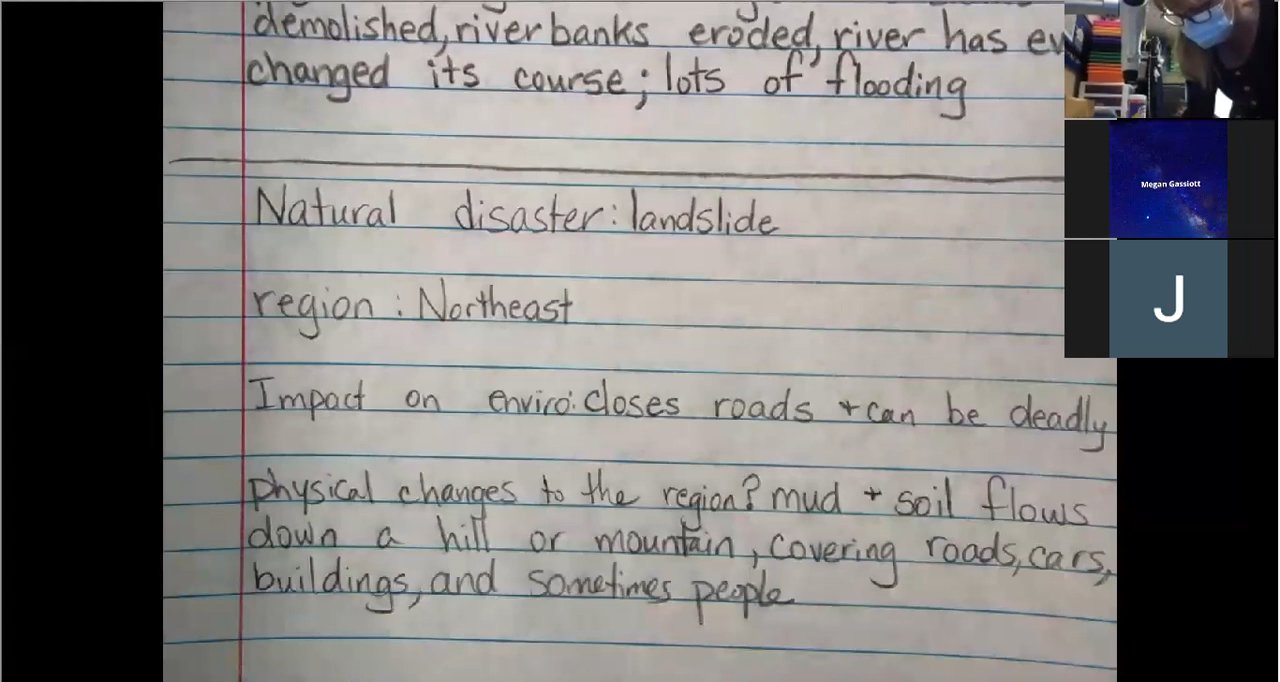 demolished, river banks eroded, river has
changed its course; lots of flooding
Natural disaster: landslide
region: Northeast
Impact on enviro: closes roads + can be deadly
physical changes to the region? mud + soil flows
down a hill or mountain, covering roads, cars,
buildings, and sometimes people
Megan Gassiott
J